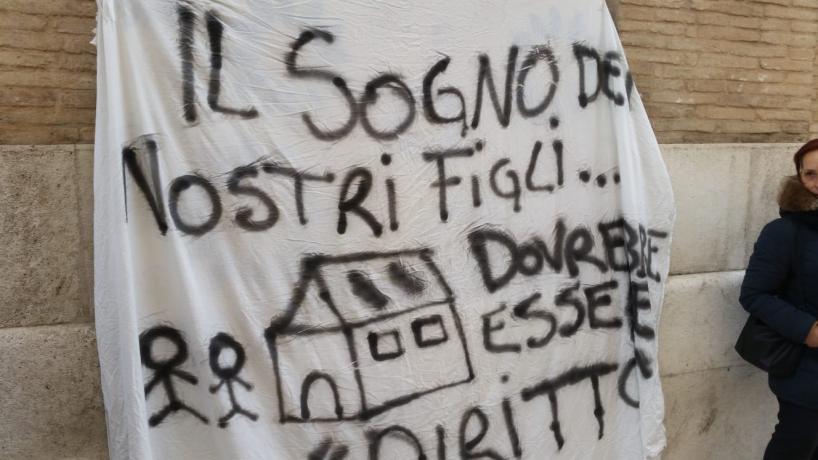 IL SOGNO DEI
NOSTRI FIGLI...
DOVREBBE
ESSERE
"DIRITTO